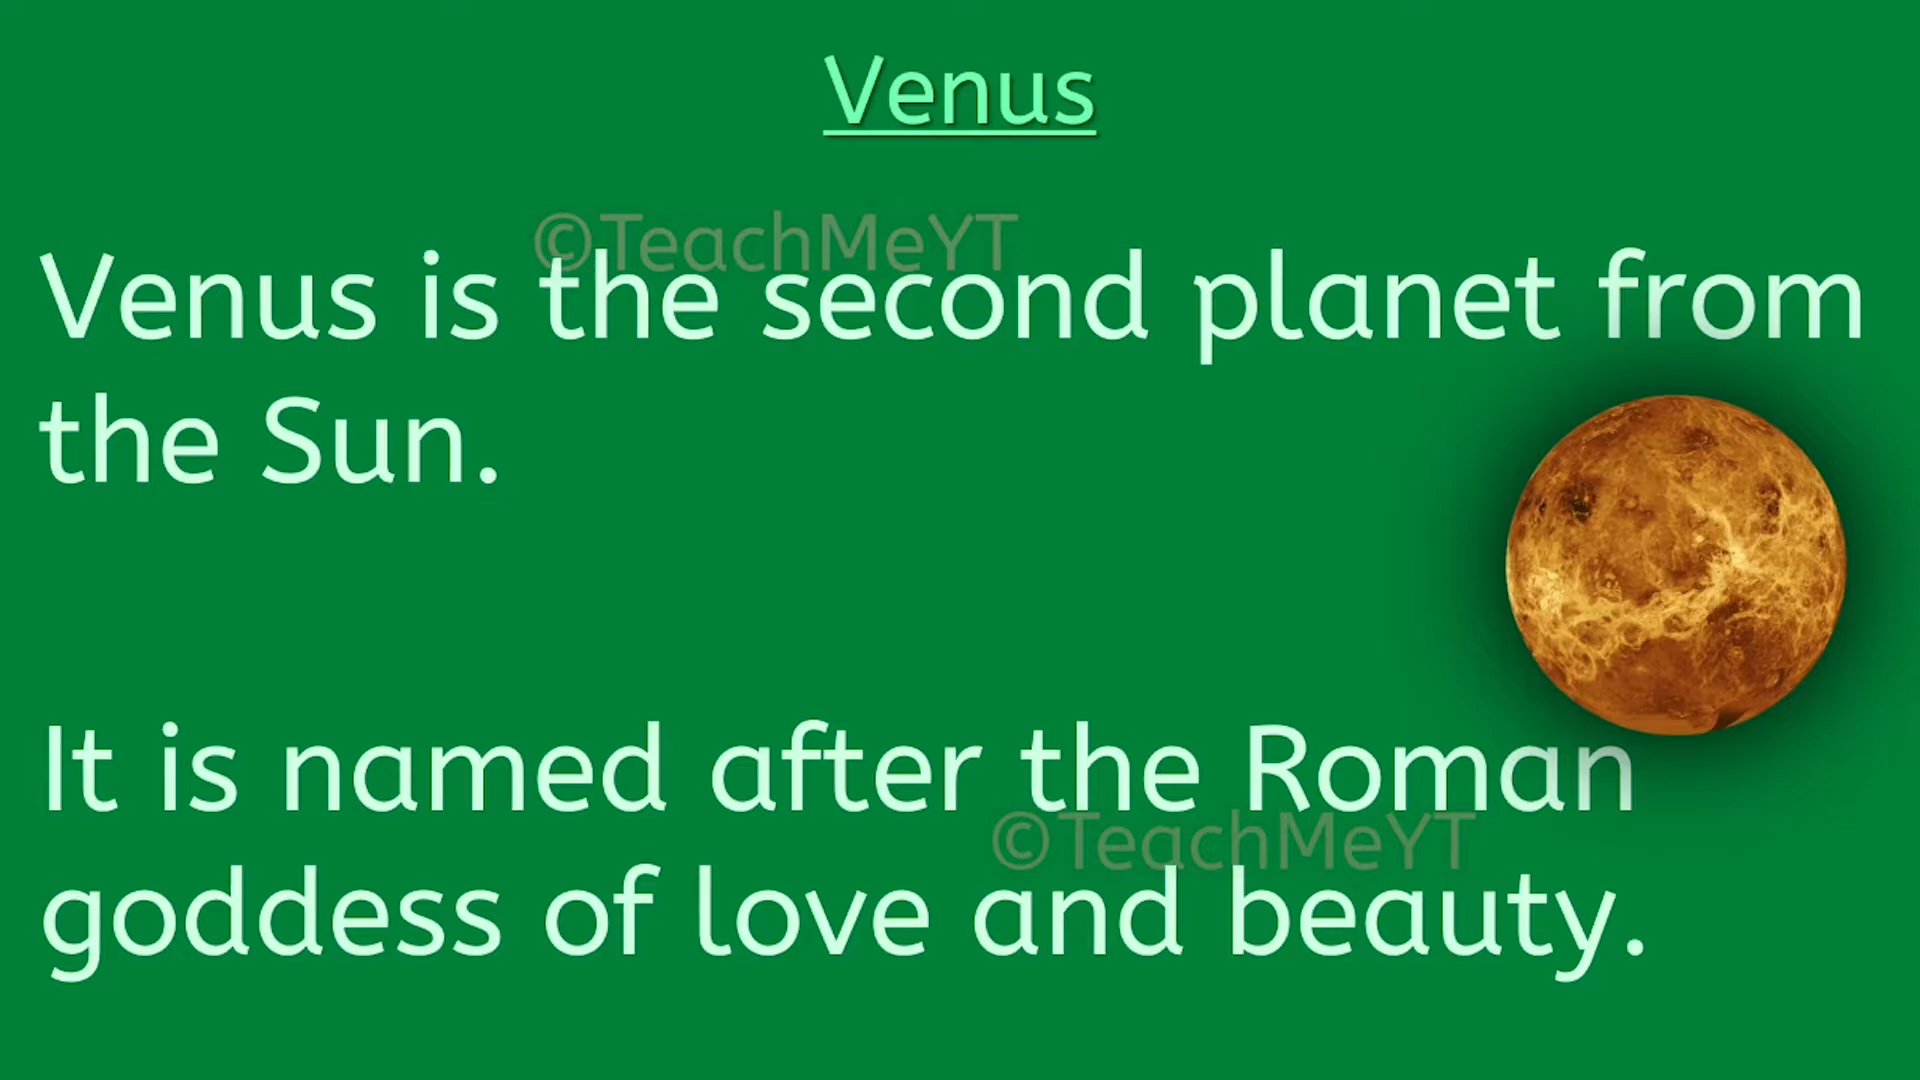 Venus
©TeachMeYT
Venus is the second planet from
the Sun.
It is named after the Roman
©TeachMeYT
goddess of love and beauty.